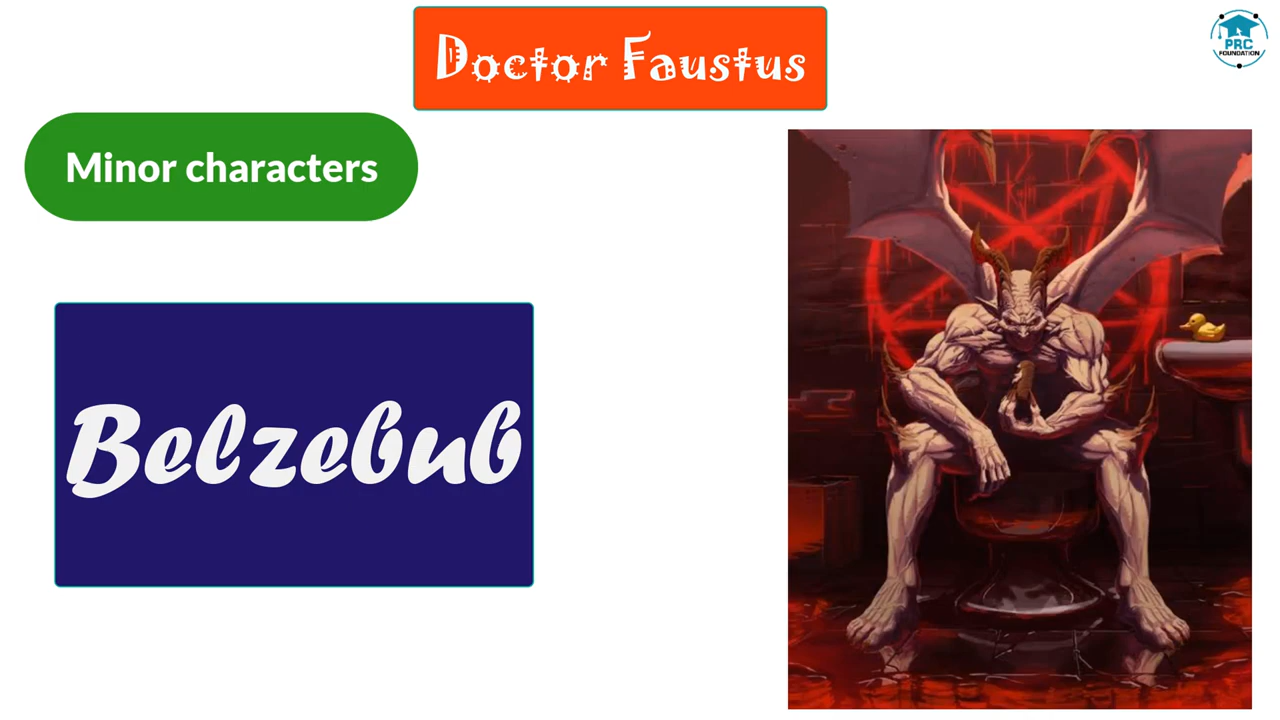 Doctor Faustus
PRC
FOUNDATION
Minor characters
Belzebub